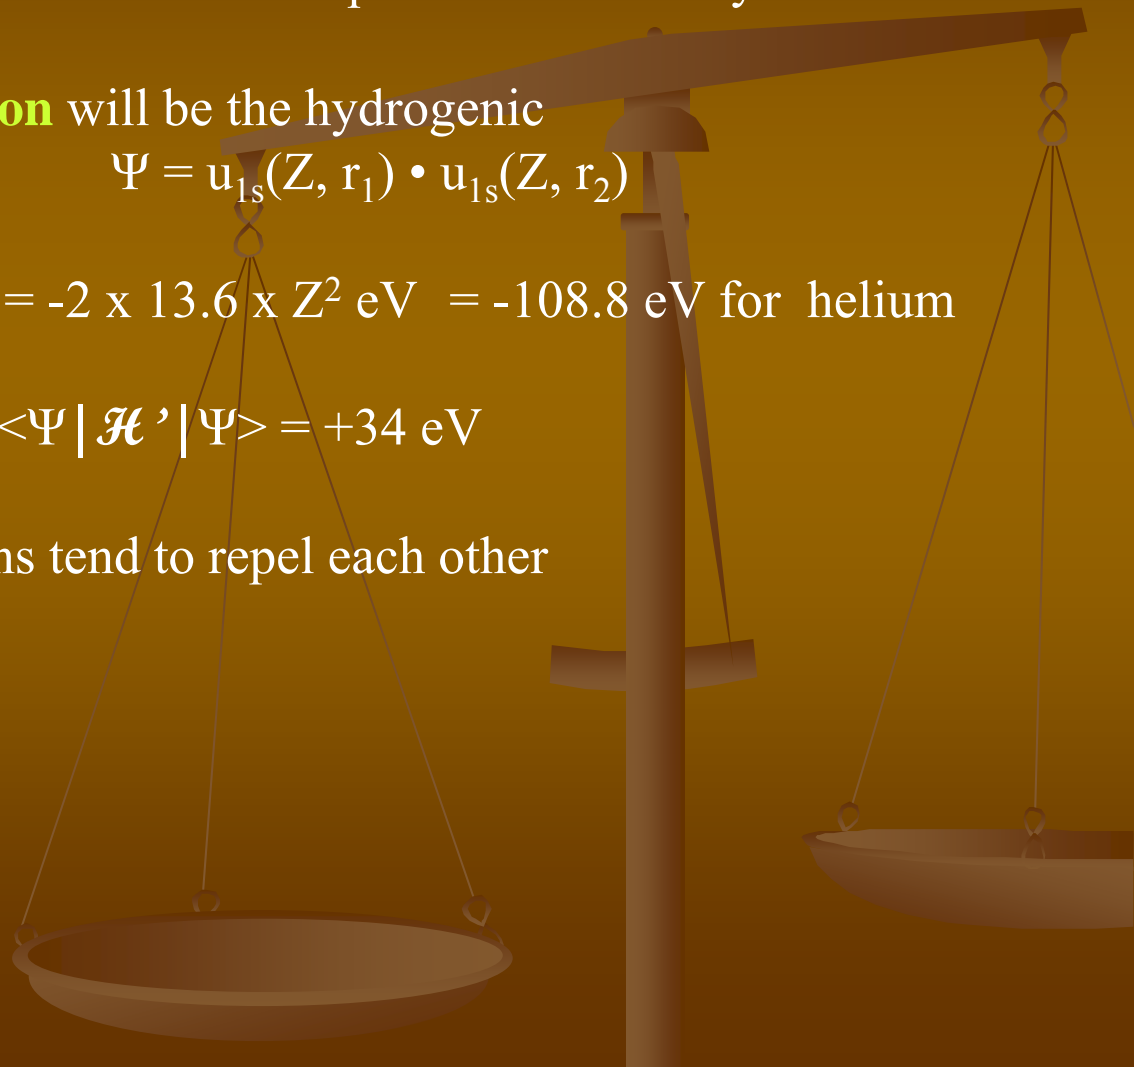 on will be the hydrogenic
Ψ = u₁ₛ(Z, r₁) • u₁ₛ(Z, r₂)
= -2 x 13.6 x Z² eV = -108.8 eV for helium
<Ψ|ℋ’|Ψ> = +34 eV
ns tend to repel each other